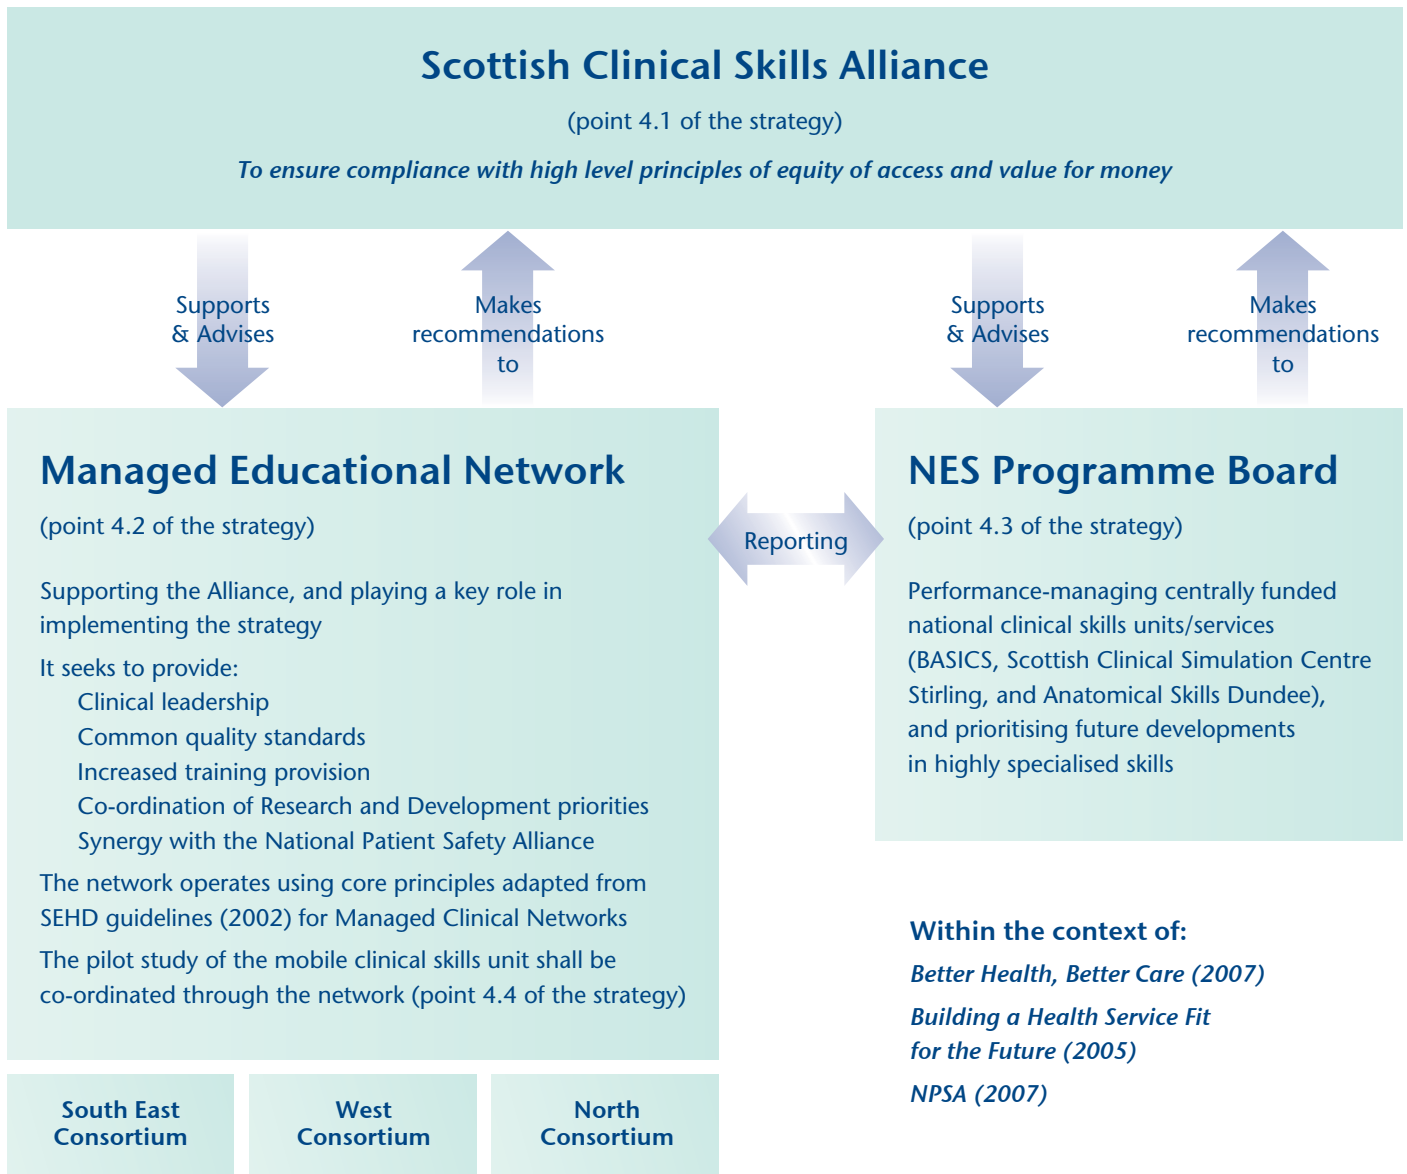 Scottish Clinical Skills Alliance
(point 4.1 of the strategy)
To ensure compliance with high level principles of equity of access and value for money
Supports
& Advises
Makes
recommendations
to
Supports
& Advises
Makes
recommendations
to
Managed Educational Network
(point 4.2 of the strategy)
Supporting the Alliance, and playing a key role in
implementing the strategy
It seeks to provide:
Clinical leadership
Common quality standards
Increased training provision
Co-ordination of Research and Development priorities
Synergy with the National Patient Safety Alliance
The network operates using core principles adapted from
SEHD guidelines (2002) for Managed Clinical Networks
The pilot study of the mobile clinical skills unit shall be
co-ordinated through the network (point 4.4 of the strategy)
Reporting
NES Programme Board
(point 4.3 of the strategy)
Performance-managing centrally funded
national clinical skills units/services
(BASICS, Scottish Clinical Simulation Centre
Stirling, and Anatomical Skills Dundee),
and prioritising future developments
in highly specialised skills
Within the context of:
Better Health, Better Care (2007)
Building a Health Service Fit
for the Future (2005)
NPSA (2007)
South East
Consortium
West
Consortium
North
Consortium